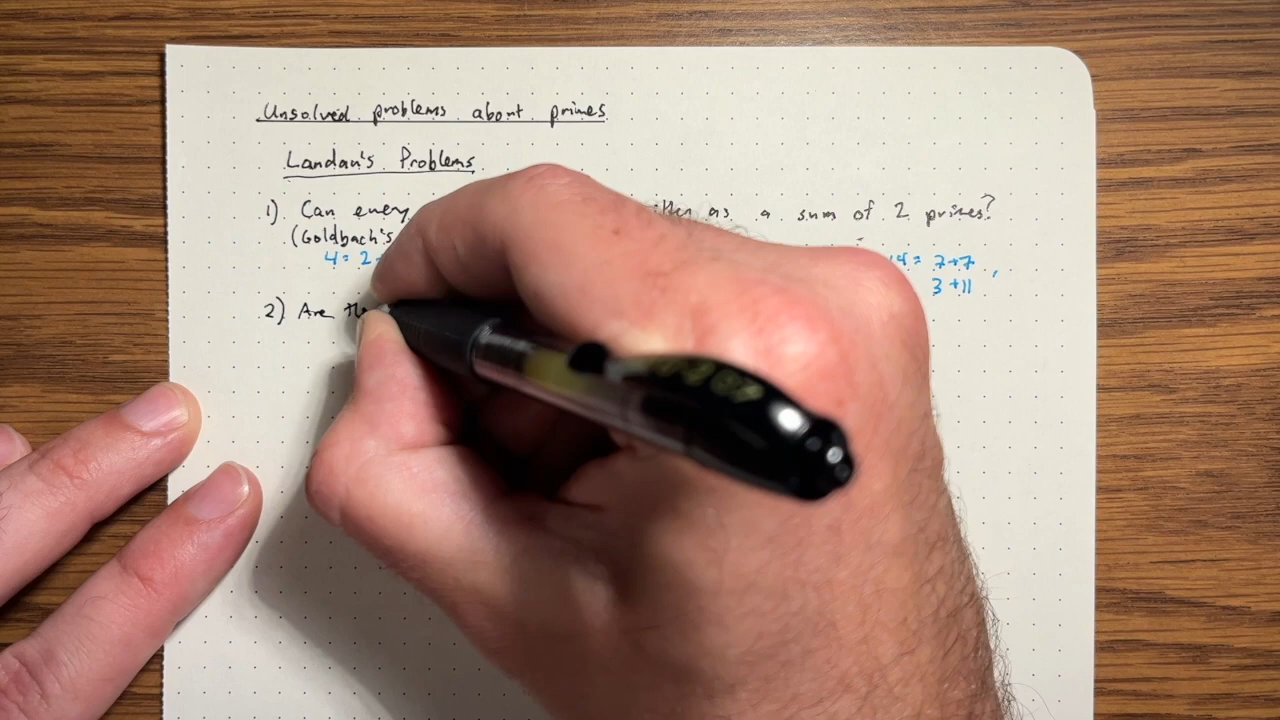 Unsolved problems about primes
Landau's Problems
1) Can every as a sum of 2 primes?
(Goldbach's
4 = 2 14 = 7+7,
3+11
2) Are